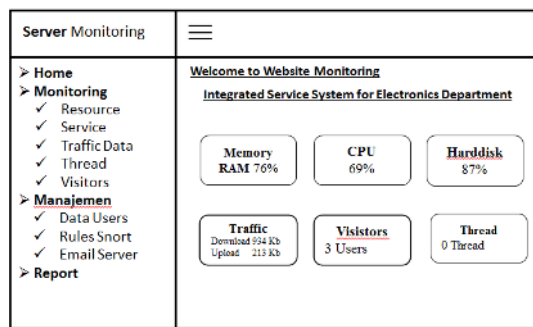 Server Monitoring
Home
Monitoring
Resource
Service
Traffic Data
Thread
Visitors
Manajemen
Data Users
Rules Snort
Email Server
Report
Welcome to Website Monitoring
Integrated Service System for Electronics Department
Memory
RAM 76%
CPU
69%
Harddisk
87%
Traffic
Download 934 Kb
Upload 213 Kb
Visistors
3 Users
Thread
0 Thread